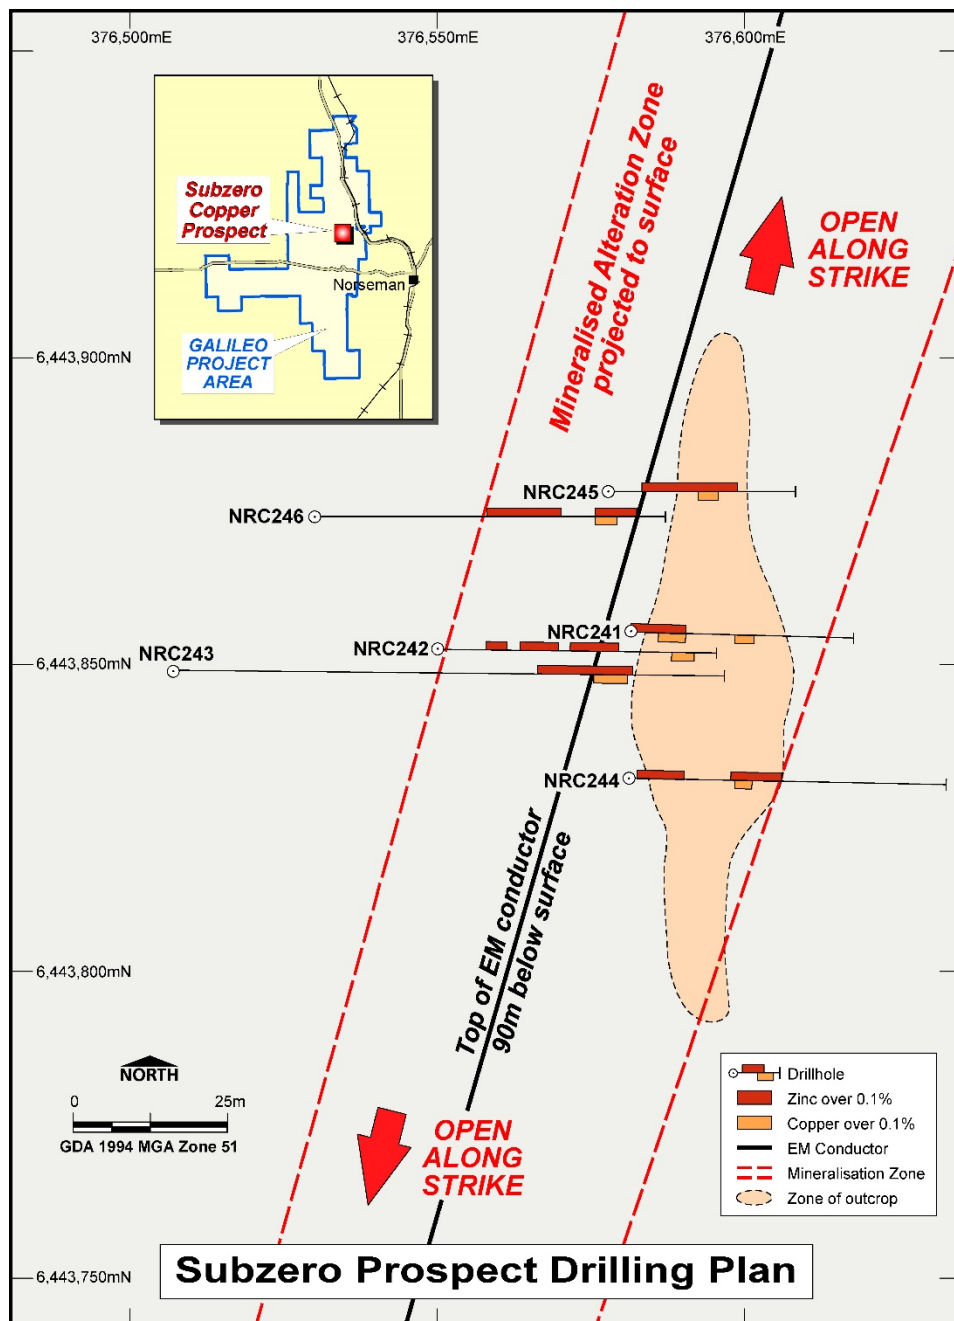 376,500mE
376,550mE
376,600mE
Subzero
Copper
Prospect
Norseman
GALILEO
PROJECT
AREA
Mineralised Alteration Zone
projected to surface
OPEN
ALONG
STRIKE
6,443,900mN
NRC245
NRC246
NRC241
NRC242
NRC243
6,443,850mN
NRC244
Top of EM conductor
90m below surface
6,443,800mN
NORTH
0
25m
GDA 1994 MGA Zone 51
OPEN
ALONG
STRIKE
Drillhole
Zinc over 0.1%
Copper over 0.1%
EM Conductor
Mineralisation Zone
Zone of outcrop
6,443,750mN
Subzero Prospect Drilling Plan